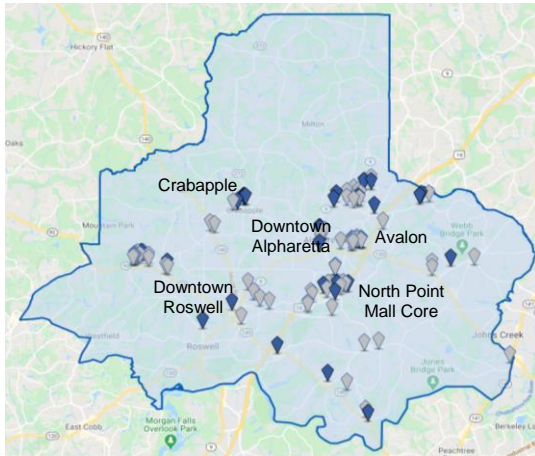 Hickory Flat
Milton
Oaks
Crabapple
Mountain Park
Downtown
Alpharetta
Avalon
Webb
Bridge Park
Downtown
Roswell
North Point
Mall Core
Johns Creek
Roswell
Jones
Bridge Park
East Cobb
Morgan Falls
Overlook Park
Berkeley La
Peachtree